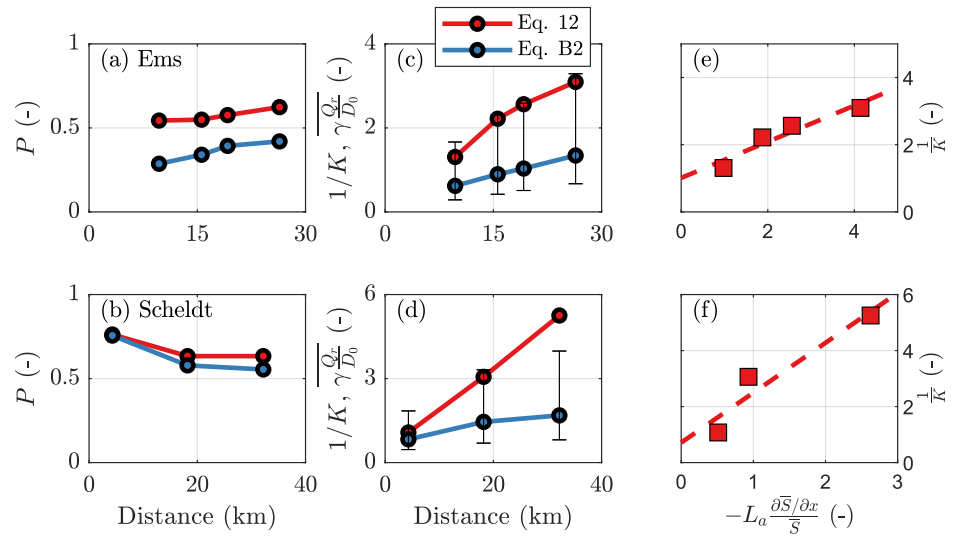 Eq. 12
Eq. B2
(a) Ems
P (-)
1
0.5
0
0 15 30
(c)
1/K, γ Q_r/D_0 (-)
4
2
0
0 15 30
(e)
1/K (-)
4
2
0
0 2 4
(b) Scheldt
P (-)
1
0.5
0
0 20 40
Distance (km)
(d)
1/K, γ Q_r/D_0 (-)
6
3
0
0 20 40
Distance (km)
(f)
1/K (-)
6
4
2
0
0 1 2 3
−L_a ∂S̅/∂x / S̅ (-)